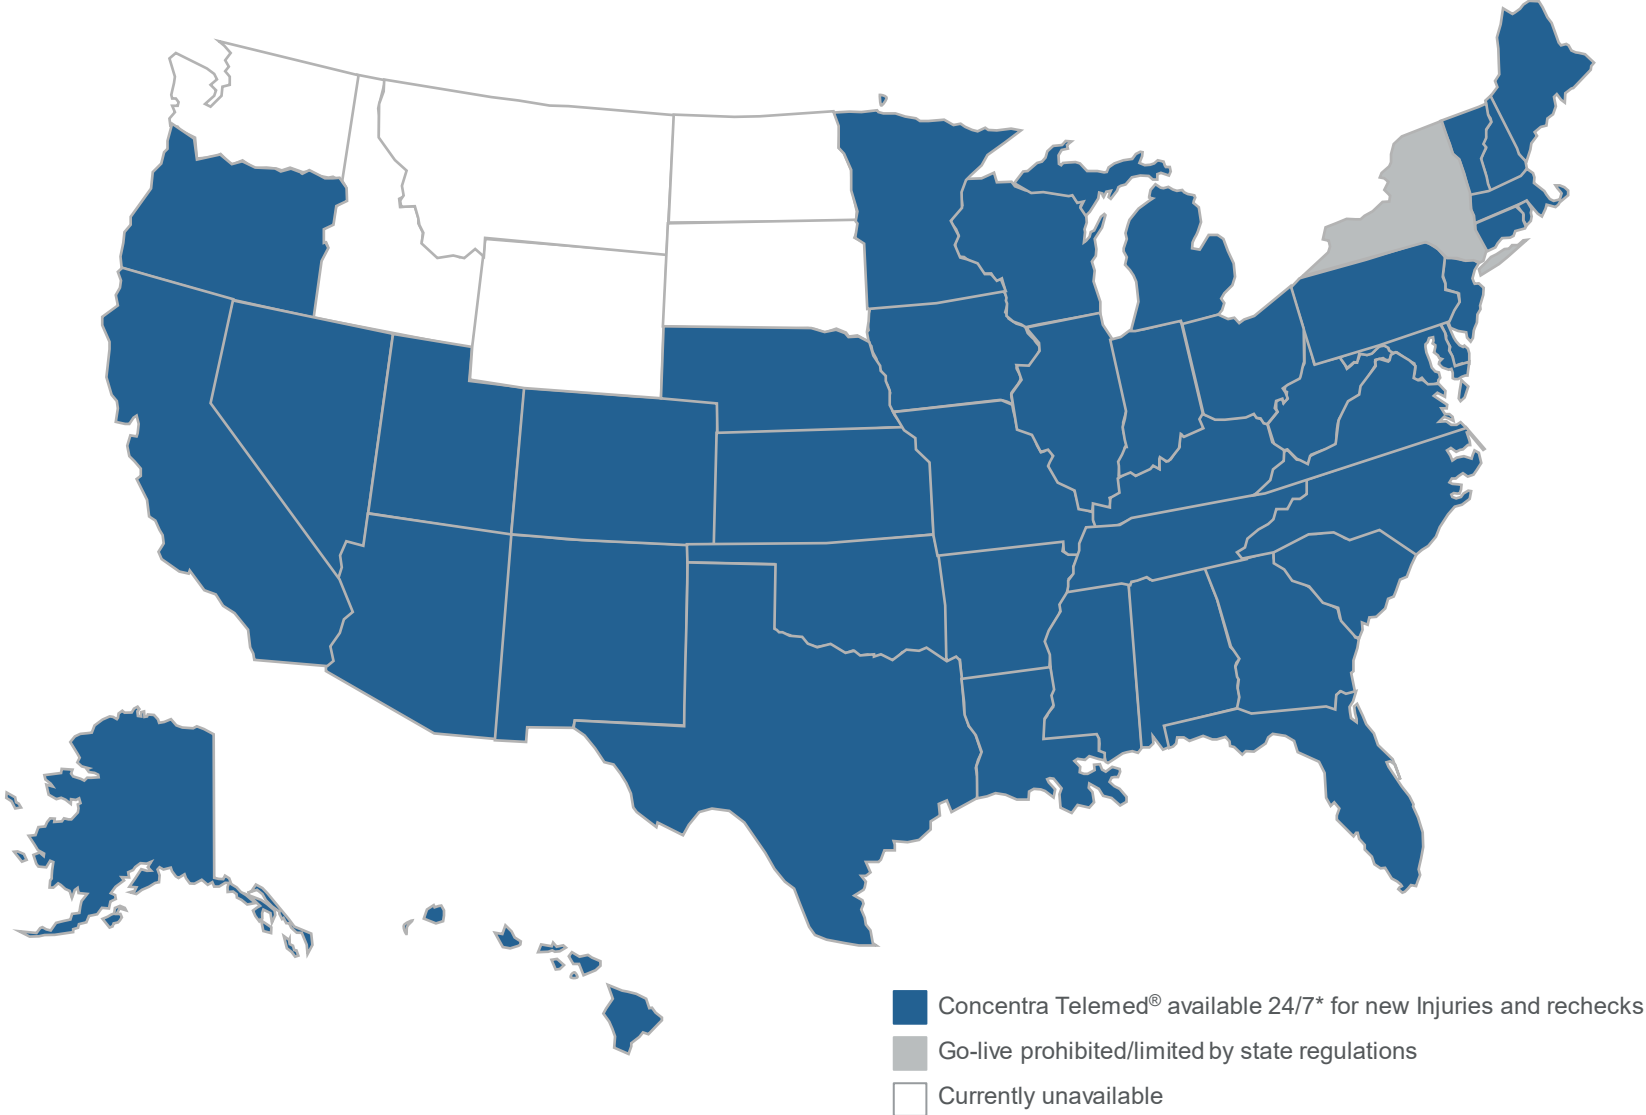 Concentra Telemed® available 24/7* for new Injuries and rechecks
Go-live prohibited/limited by state regulations
Currently unavailable